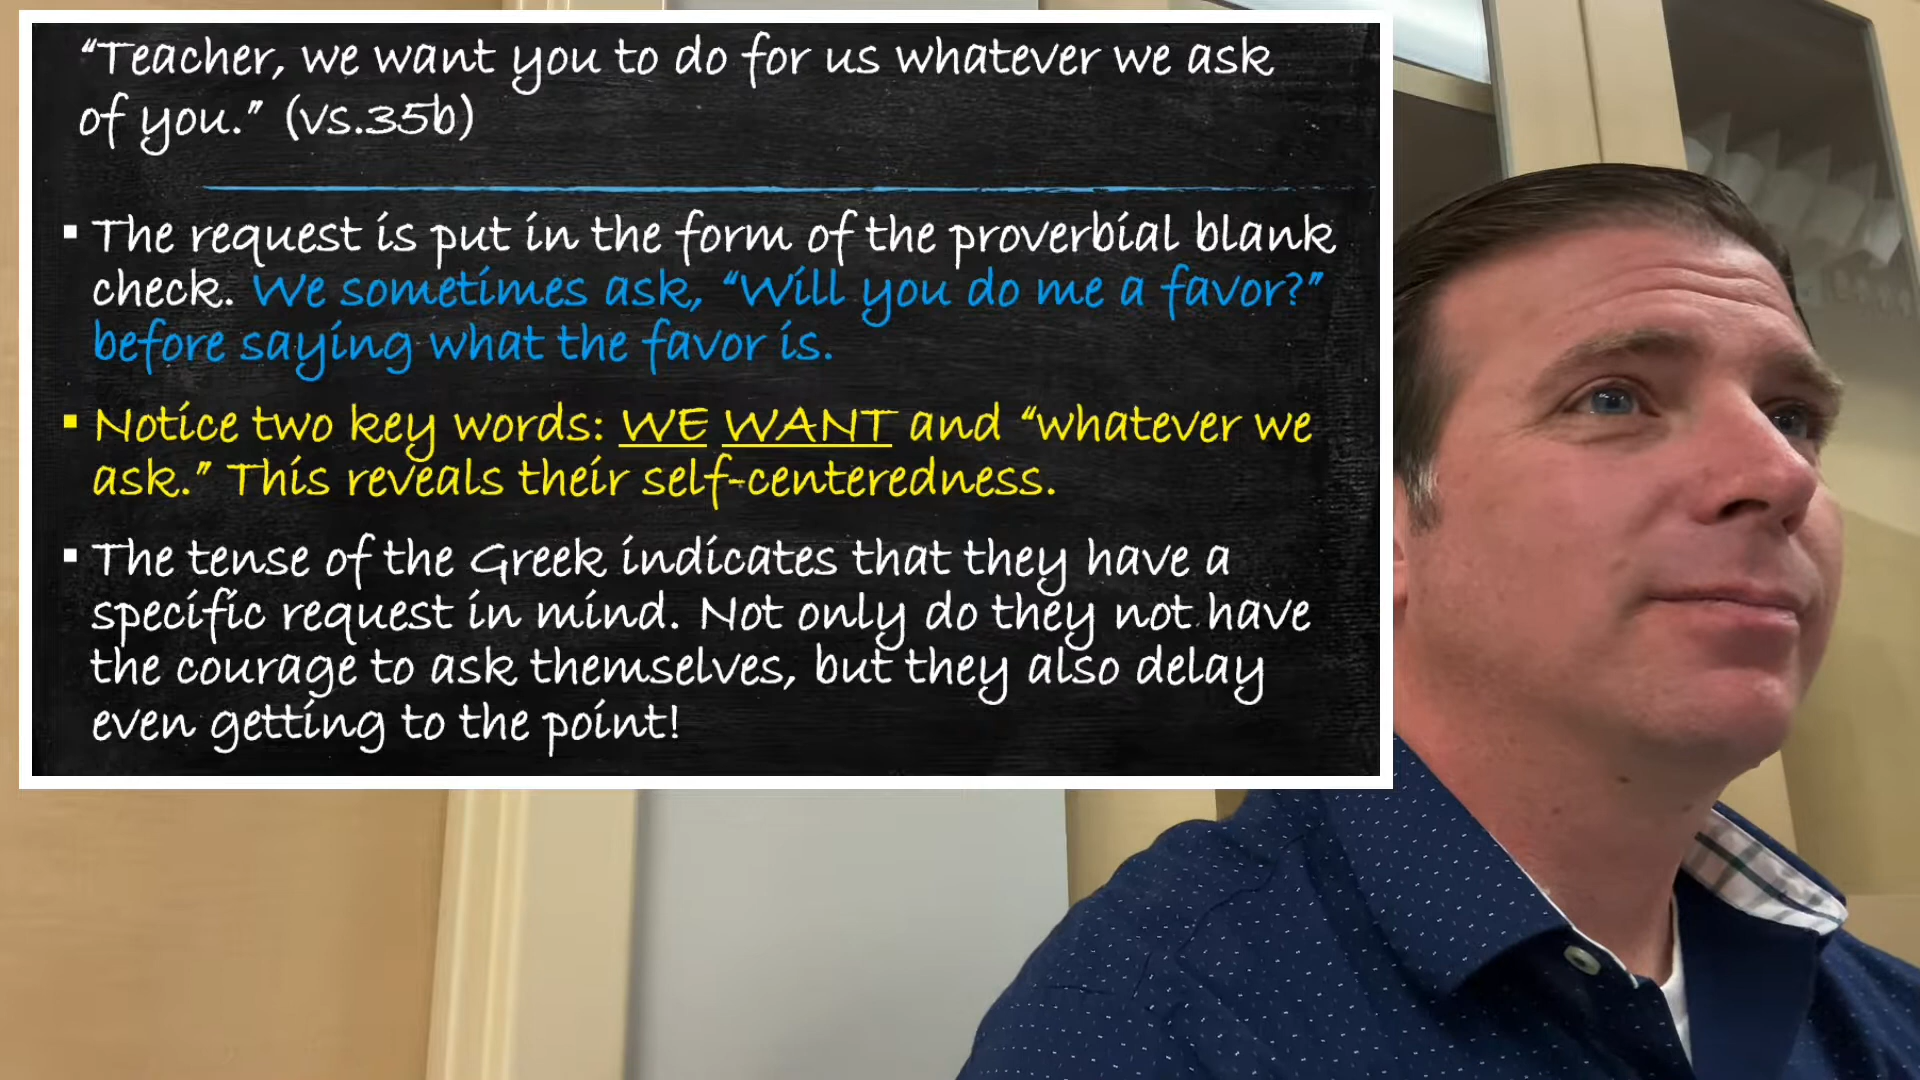 “Teacher, we want you to do for us whatever we ask
of you.” (vs.35b)
▪ The request is put in the form of the proverbial blank
check. We sometimes ask, “Will you do me a favor?”
before saying what the favor is.
▪ Notice two key words: WE WANT and “whatever we
ask.” This reveals their self-centeredness.
▪ The tense of the Greek indicates that they have a
specific request in mind. Not only do they not have
the courage to ask themselves, but they also delay
even getting to the point!